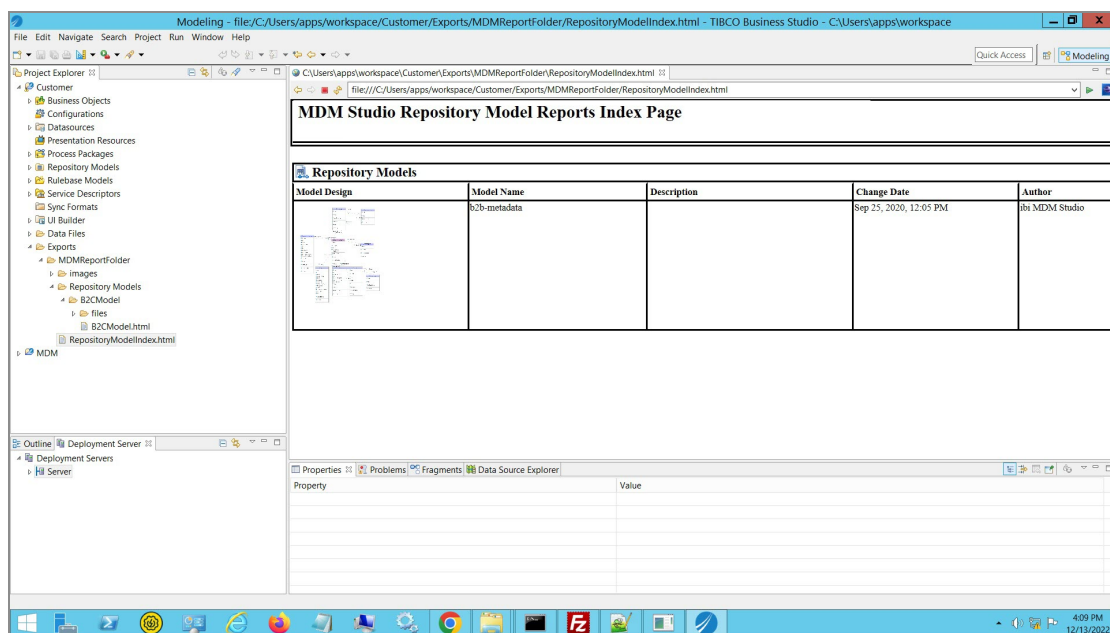 Modeling - file:/C:/Users/apps/workspace/Customer/Exports/MDMReportFolder/RepositoryModelIndex.html - TIBCO Business Studio - C:\Users\apps\workspace
File Edit Navigate Search Project Run Window Help
Quick Access
Modeling
Project Explorer
Customer
Business Objects
Configurations
Datasources
Presentation Resources
Process Packages
Repository Models
Rulebase Models
Service Descriptors
Sync Formats
UI Builder
Data Files
Exports
MDMReportFolder
images
Repository Models
B2CModel
files
B2CModel.html
RepositoryModelIndex.html
MDM
C:\Users\apps\workspace\Customer\Exports\MDMReportFolder\RepositoryModelIndex.html
file:///C:/Users/apps/workspace/Customer/Exports/MDMReportFolder/RepositoryModelIndex.html
MDM Studio Repository Model Reports Index Page
Repository Models
Model Design Model Name Description Change Date Author
b2b-metadata Sep 25, 2020, 12:05 PM ibi MDM Studio
Outline Deployment Server
Deployment Servers
Server
Properties Problems Fragments Data Source Explorer
Property Value
4:09 PM
12/13/2022